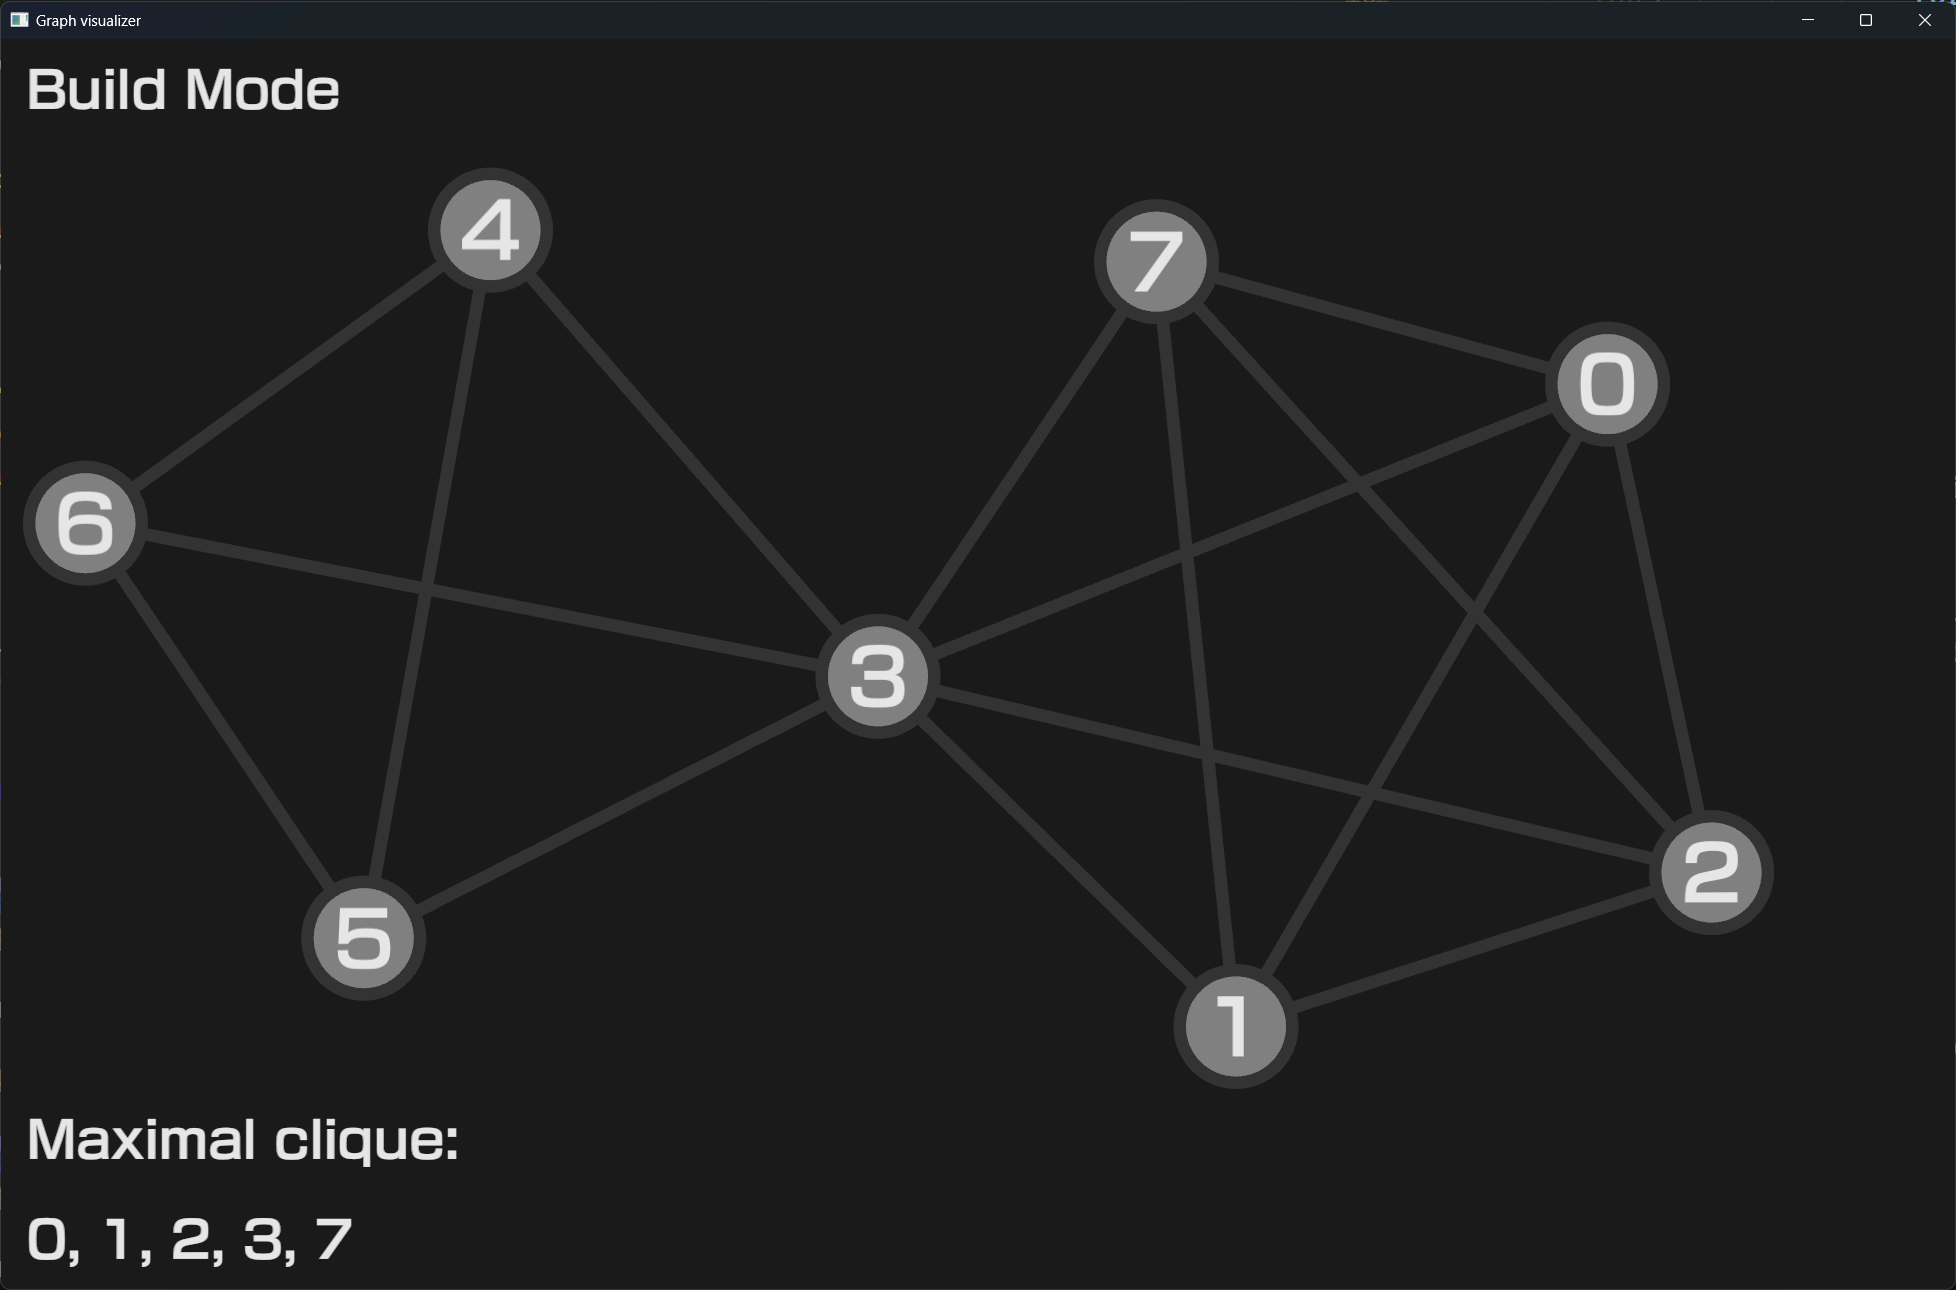 Graph visualizer
Build Mode
4
7
0
6
3
2
5
1
Maximal clique:
0, 1, 2, 3, 7